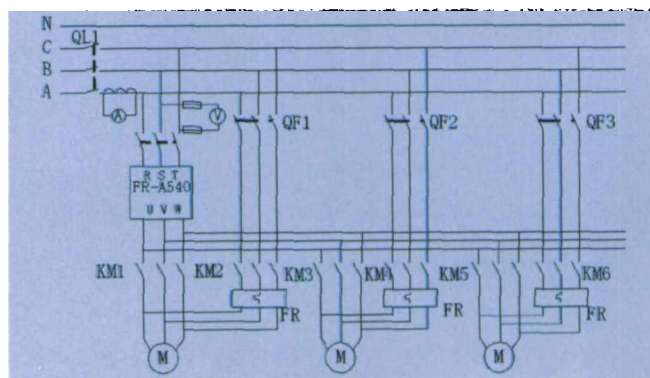 N
C QL1
B
A
A
V
QF1 QF2 QF3
R S T
FR-A540
U V W
KM1 KM2 KM3 KM4 KM5 KM6
FR FR FR
M M M